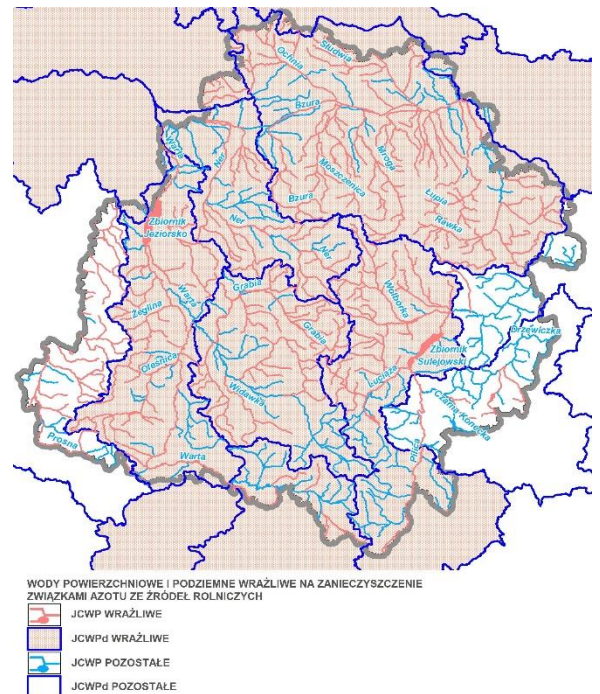 Słudwia
Ochnia
Bzura
Warta
Ner
Moszczenica
Mroga
Bzura
Łupia
Rawka
Zbiornik
Jeziorsko
Ner
Ner
Grabia
Wolbórka
Warta
Żeglina
Grabia
Drzewiczka
Zbiornik
Sulejowski
Oleśnica
Luciąża
Widawka
Czarna Konecka
Pilica
Prosna
Warta
WODY POWIERZCHNIOWE I PODZIEMNE WRAŻLIWE NA ZANIECZYSZCZENIE
ZWIĄZKAMI AZOTU ZE ŹRÓDEŁ ROLNICZYCH
JCWP WRAŻLIWE
JCWPd WRAŻLIWE
JCWP POZOSTAŁE
JCWPd POZOSTAŁE